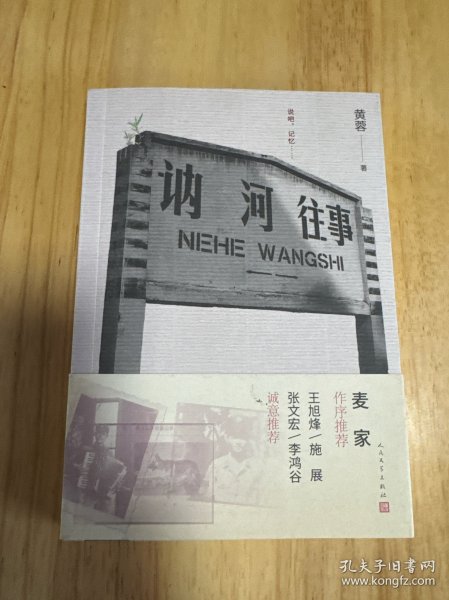 黄蓉
著
说吧，记忆……
讷河往事
NEHE WANGSHI
麦家
作序推荐
王旭烽/施展
张文宏/李鸿谷
诚意推荐
人民文学出版社
孔夫子旧书网
www.kongfz.com